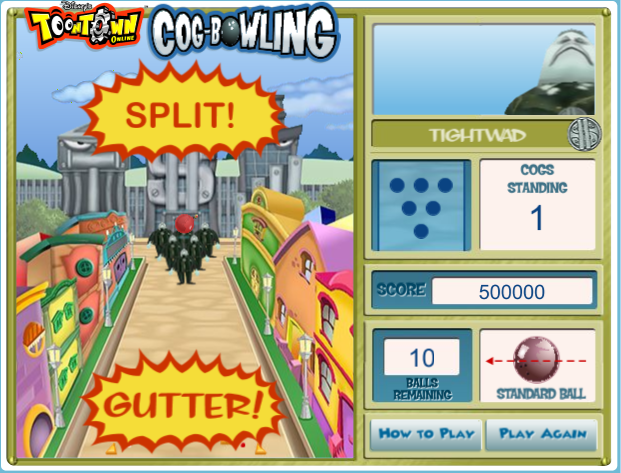 Disney's
TOONTOWN
ONLINE
COG-BOWLING
SPLIT!
GUTTER!
TIGHTWAD
COGS
STANDING
1
SCORE
500000
10
BALLS
REMAINING
STANDARD BALL
HOW TO PLAY
PLAY AGAIN